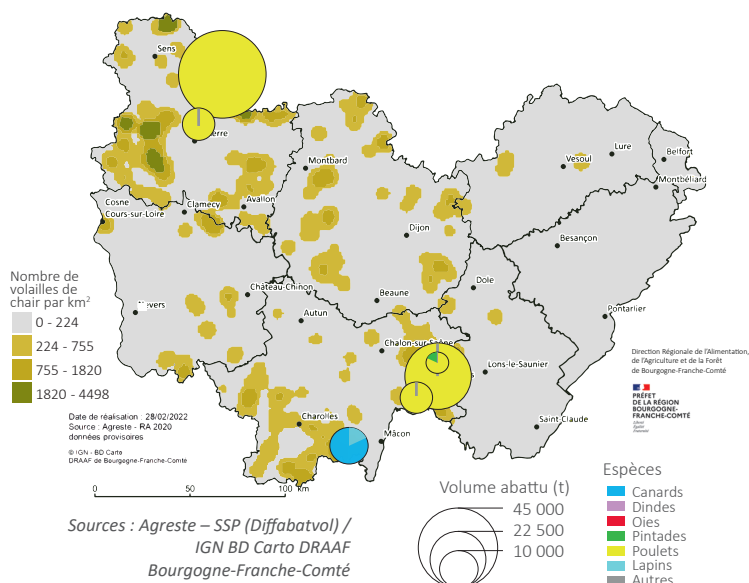 Sens
erre
Montbard
Avallon
Clamecy
Cosne
Cours-sur-Loire
Vesoul
Lure
Belfort
Montbéliard
Dijon
Besançon
Beaune
Dole
Pontarlier
Château-Chinon
evers
Autun
Chalon-sur-Saône
Lons-le-Saunier
Charolles
Mâcon
Saint Claude
Nombre de
volailles de
chair par km²
0 - 224
224 - 755
755 - 1820
1820 - 4498
Date de réalisation : 28/02/2022
Source : Agreste - RA 2020
données provisoires
© IGN - BD Carto
DRAAF de Bourgogne-Franche-Comté
0 50 100 km
Sources : Agreste – SSP (Diffabatvol) /
IGN BD Carto DRAAF
Bourgogne-Franche-Comté
Direction Régionale de l'Alimentation,
de l'Agriculture et de la Forêt
de Bourgogne-Franche-Comté
PRÉFET
DE LA RÉGION
BOURGOGNE-
FRANCHE-COMTÉ
Liberté
Égalité
Fraternité
Volume abattu (t)
45 000
22 500
10 000
Espèces
Canards
Dindes
Oies
Pintades
Poulets
Lapins
Autres